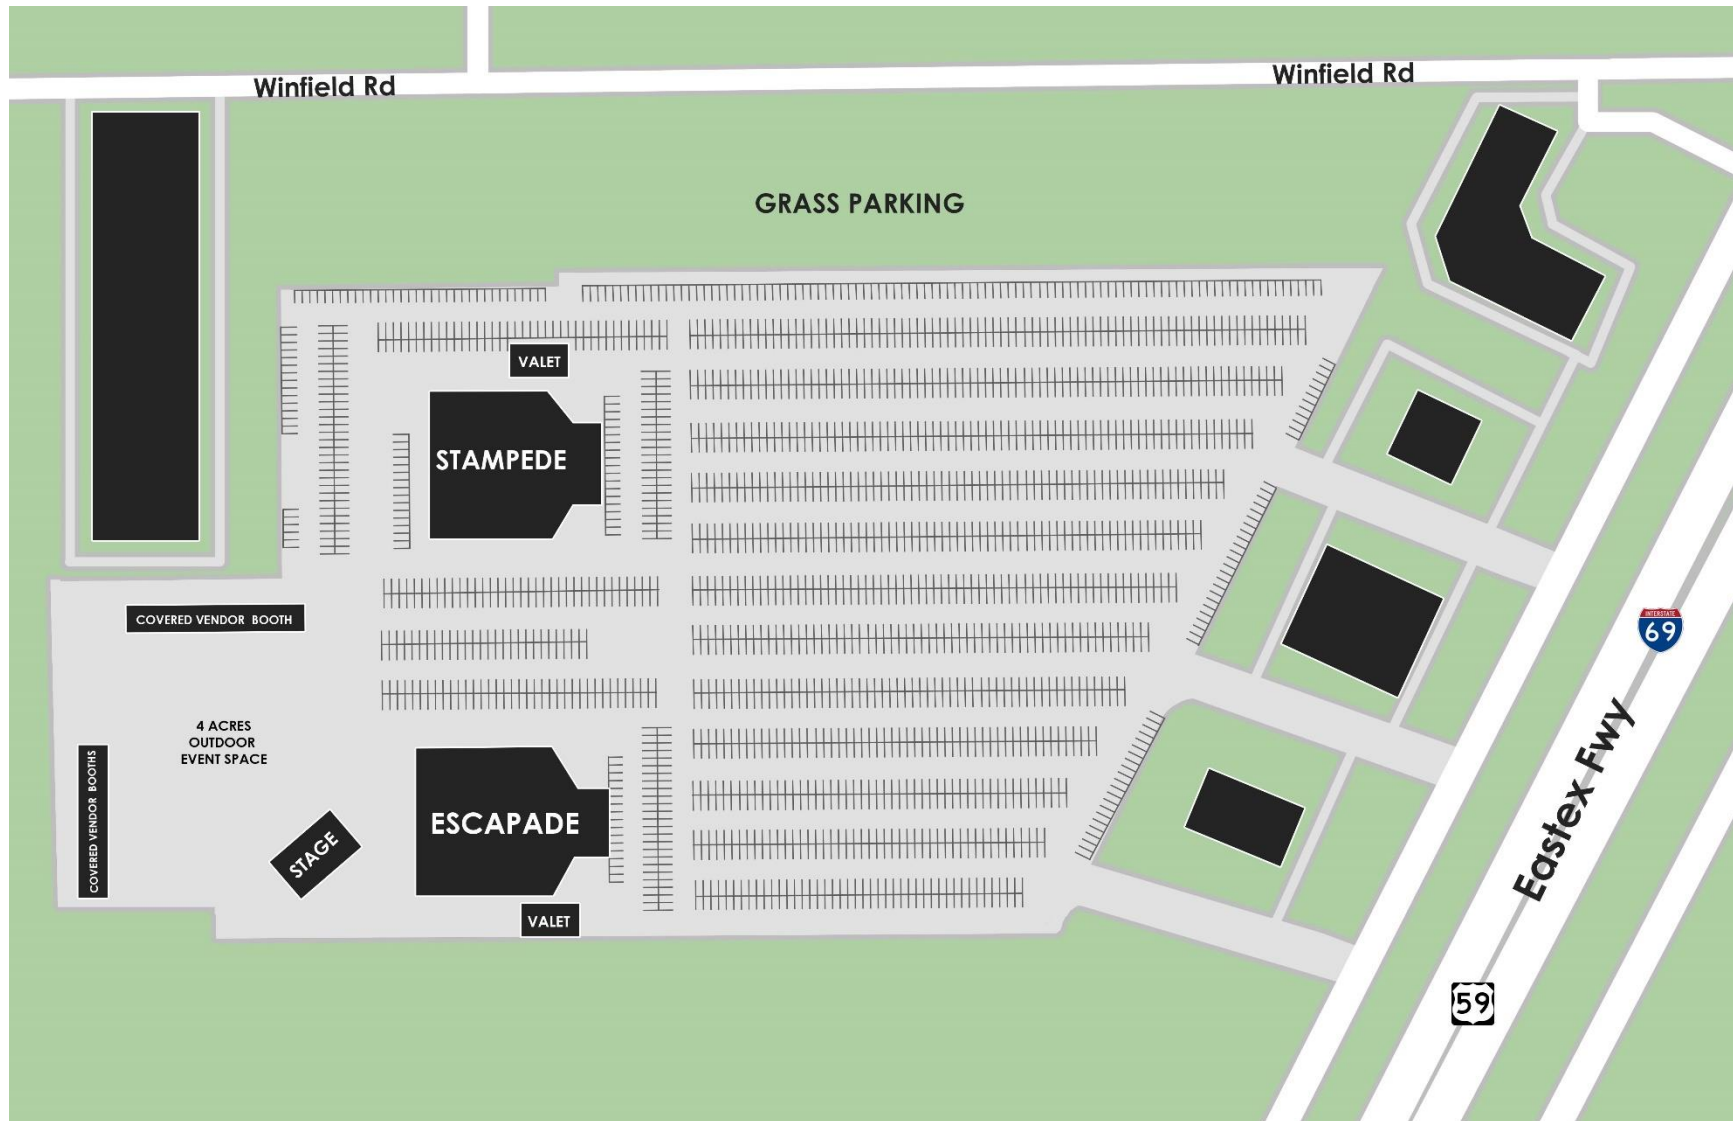 Winfield Rd
Winfield Rd
GRASS PARKING
VALET
STAMPEDE
COVERED VENDOR BOOTH
INTERSTATE
69
4 ACRES
OUTDOOR
EVENT SPACE
COVERED VENDOR BOOTHS
STAGE
ESCAPADE
VALET
Eastex Fwy
59